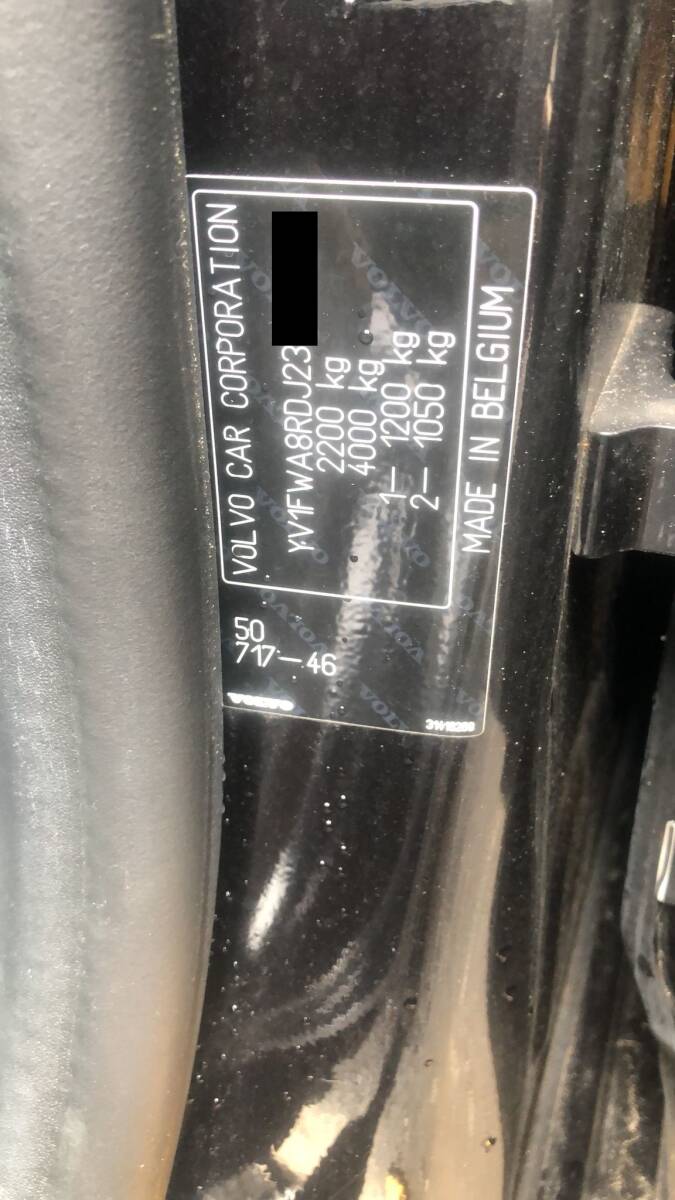 VOLVO CAR CORPORATION
YV1FWA8RDJ23
2200 kg
4000 kg
1– 1200 kg
2– 1050 kg
MADE IN BELGIUM
50
717–46
VOLVO